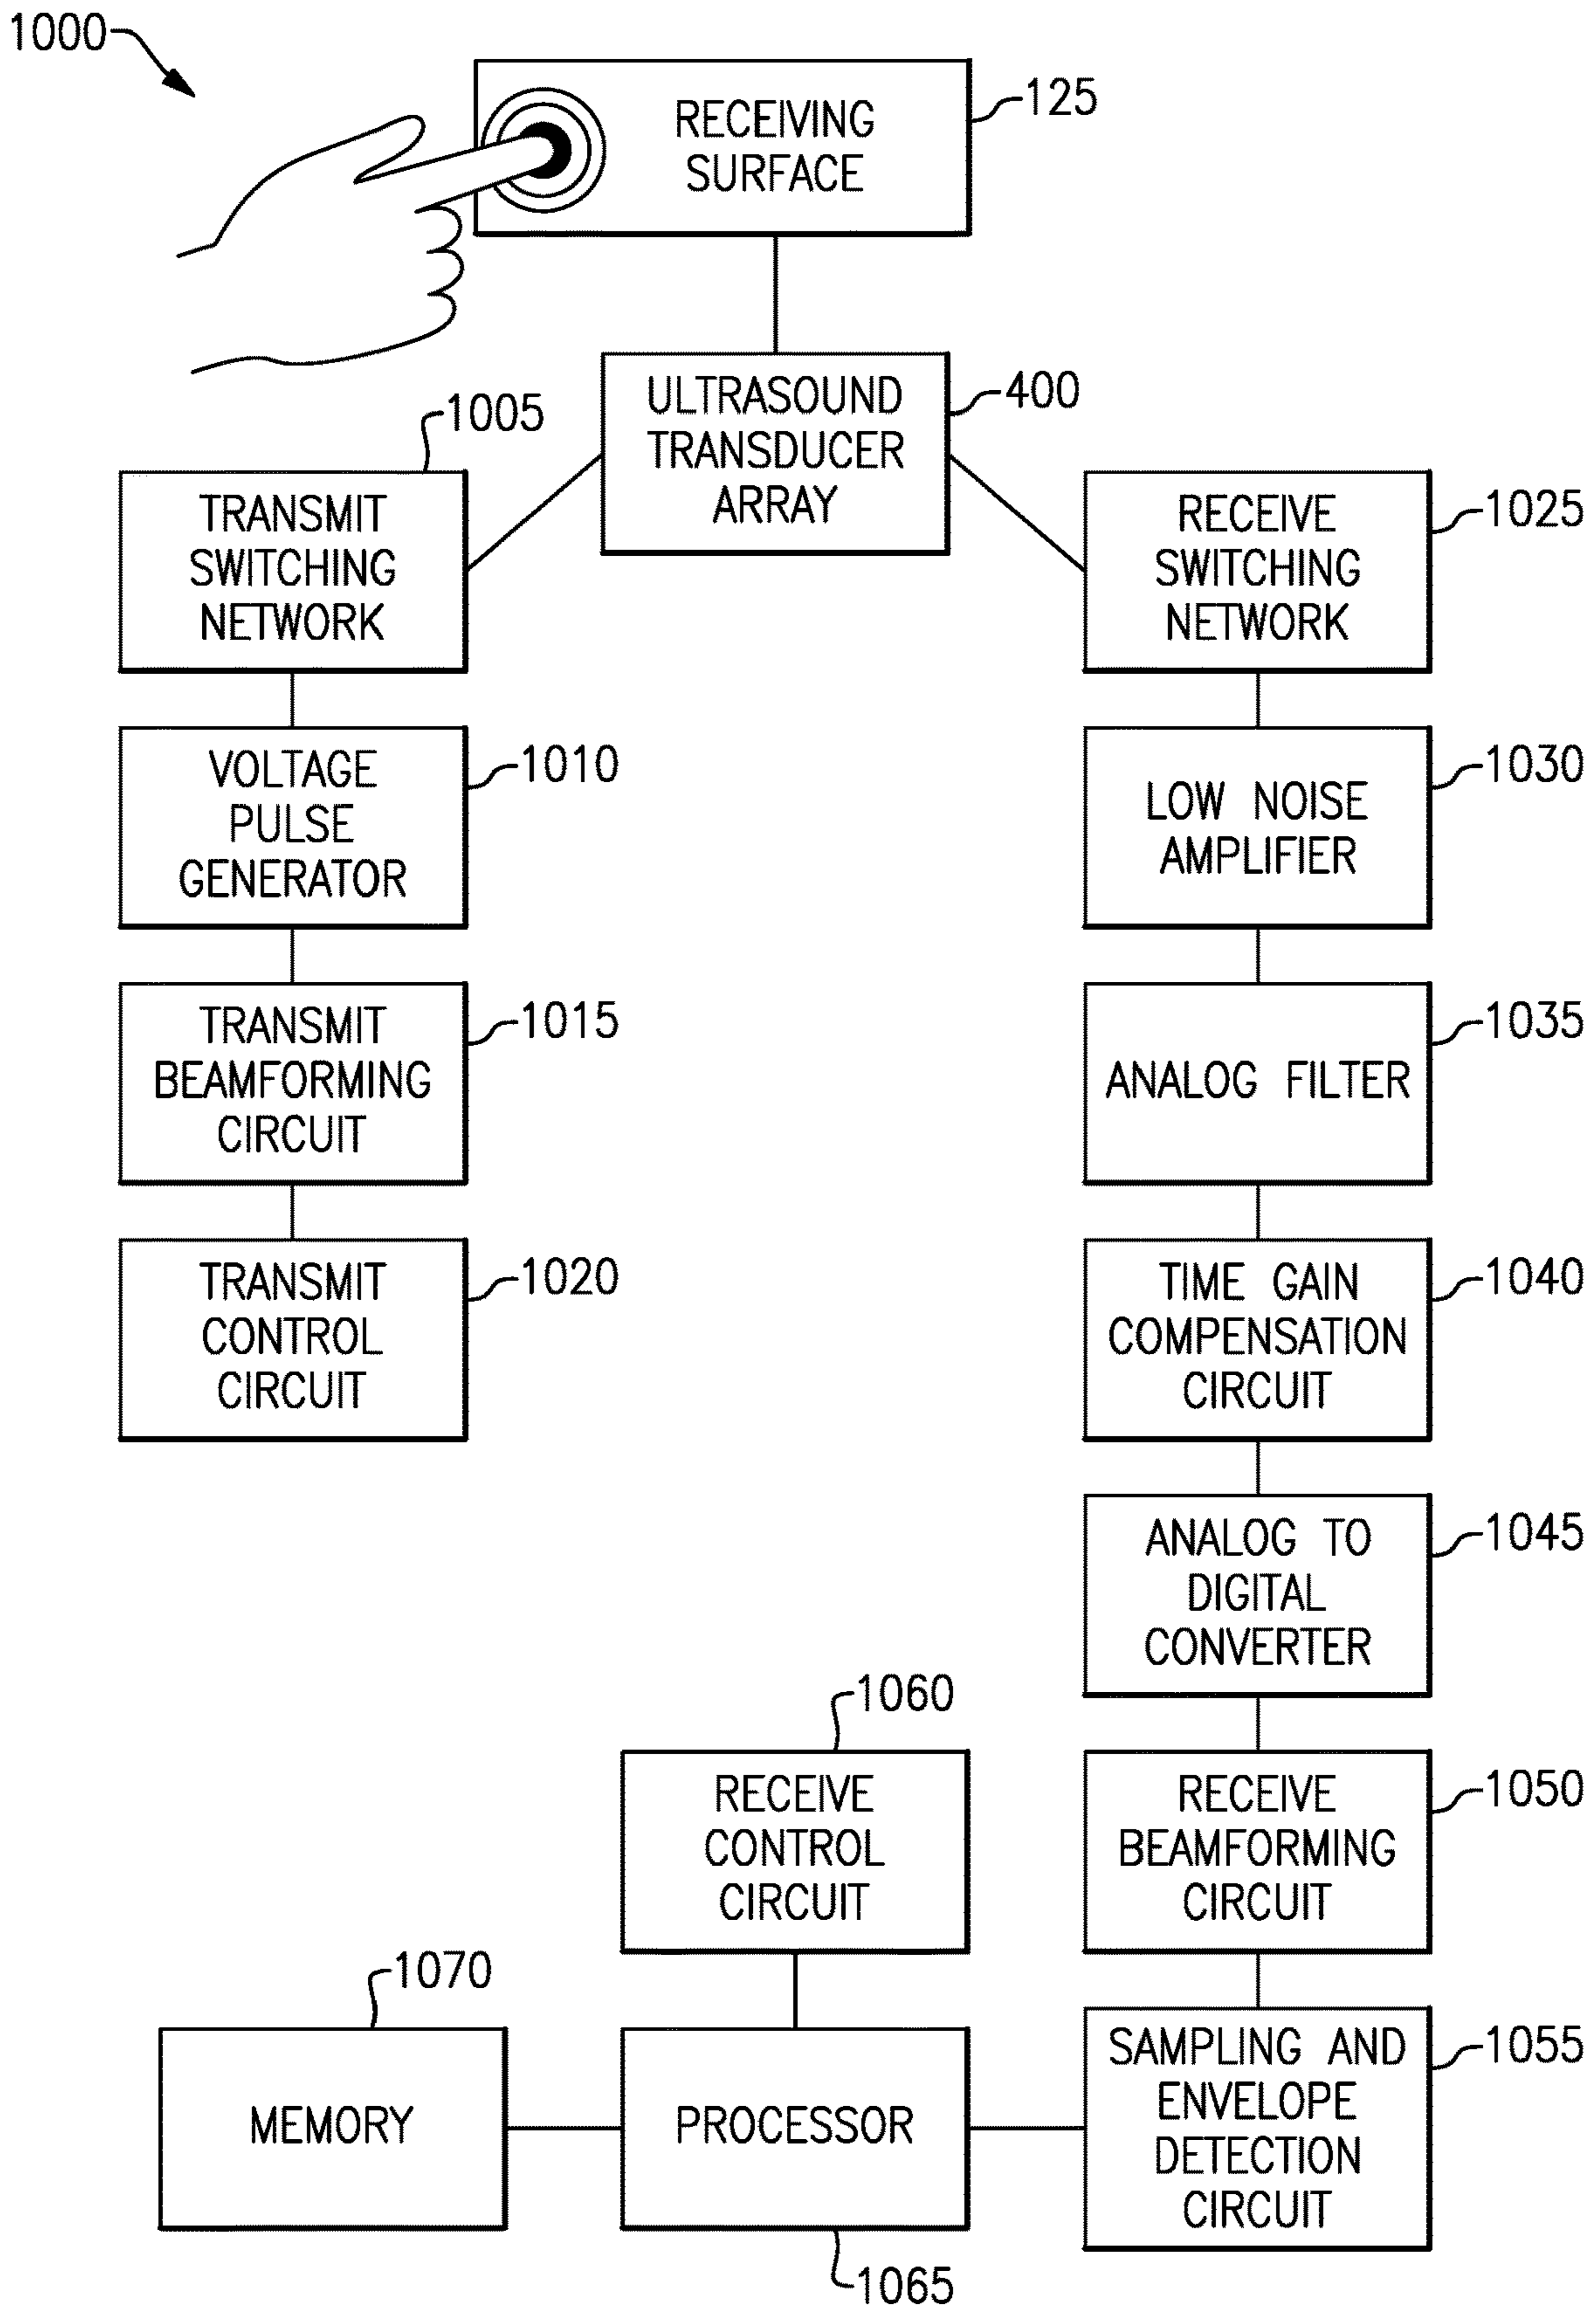 1000
RECEIVING
SURFACE
125
ULTRASOUND
TRANSDUCER
ARRAY
400
1005
TRANSMIT
SWITCHING
NETWORK
VOLTAGE
PULSE
GENERATOR
1010
TRANSMIT
BEAMFORMING
CIRCUIT
1015
TRANSMIT
CONTROL
CIRCUIT
1020
RECEIVE
SWITCHING
NETWORK
1025
LOW NOISE
AMPLIFIER
1030
ANALOG FILTER
1035
TIME GAIN
COMPENSATION
CIRCUIT
1040
ANALOG TO
DIGITAL
CONVERTER
1045
RECEIVE
BEAMFORMING
CIRCUIT
1050
SAMPLING AND
ENVELOPE
DETECTION
CIRCUIT
1055
1060
RECEIVE
CONTROL
CIRCUIT
PROCESSOR
1065
1070
MEMORY